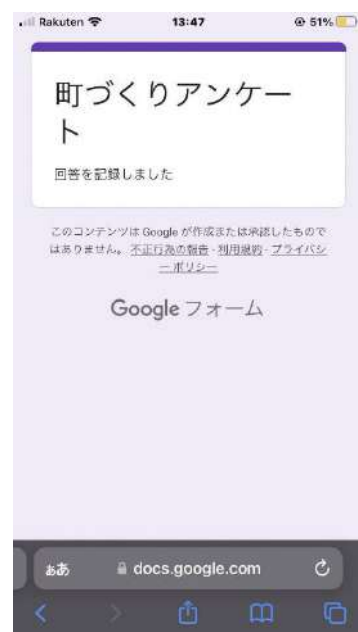 Rakuten 13:47 51%
町づくりアンケー
ト
回答を記録しました
このコンテンツは Google が作成または承認したもので
はありません。 不正行為の報告 - 利用規約 - プライバシ
ーポリシー
Google フォーム
ぁあ docs.google.com